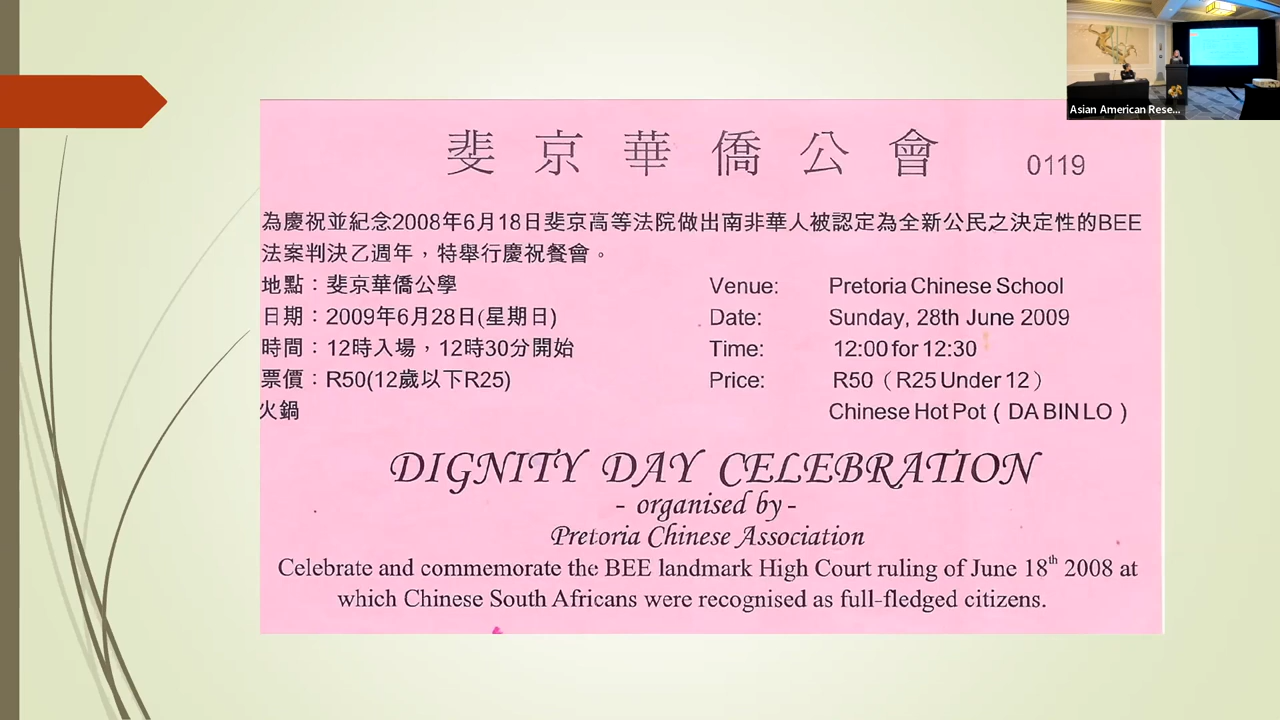 Asian American Rese...
斐京華僑公會 0119
為慶祝並紀念2008年6月18日斐京高等法院做出南非華人被認定為全新公民之決定性的BEE
法案判決乙週年，特舉行慶祝餐會。
地點：斐京華僑公學 Venue: Pretoria Chinese School
日期：2009年6月28日(星期日) Date: Sunday, 28th June 2009
時間：12時入場，12時30分開始 Time: 12:00 for 12:30
票價：R50(12歲以下R25) Price: R50（R25 Under 12）
火鍋 Chinese Hot Pot ( DA BIN LO )
DIGNITY DAY CELEBRATION
- organised by -
Pretoria Chinese Association
Celebrate and commemorate the BEE landmark High Court ruling of June 18th 2008 at
which Chinese South Africans were recognised as full-fledged citizens.